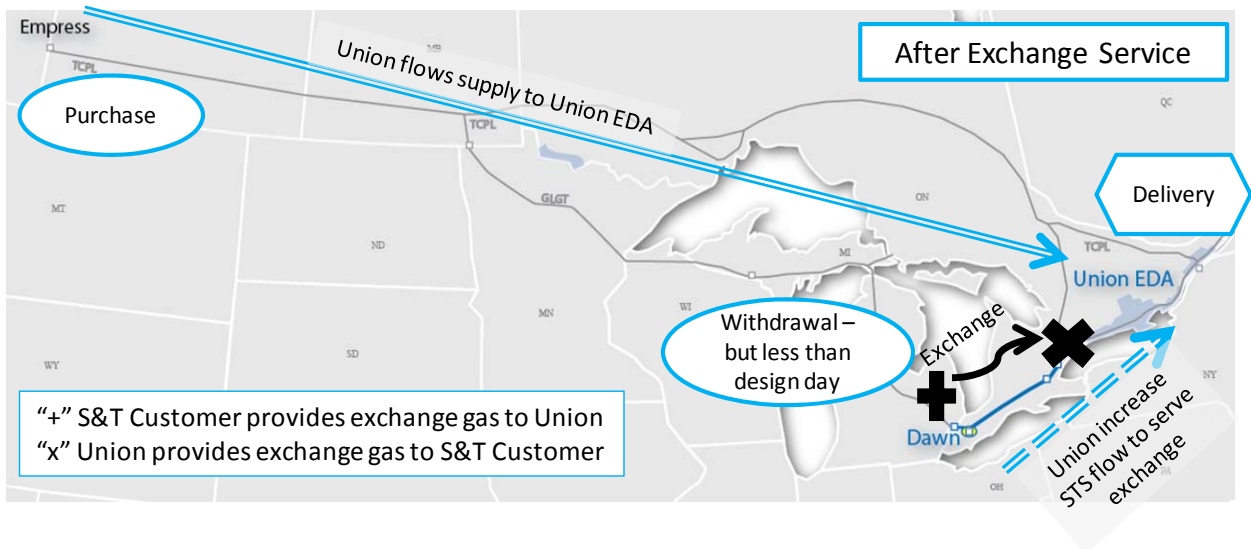 Empress
After Exchange Service
MB
TCPL
Union flows supply to Union EDA
Purchase
QC
TCPL
MT
GLGT
ON
Delivery
ND
MI
TCPL
Union EDA
MN
WI
Withdrawal –
but less than
design day
Exchange
SD
WY
NY
"+" S&T Customer provides exchange gas to Union
"x" Union provides exchange gas to S&T Customer
Dawn
Union increase
STS flow to serve
exchange
OH
PA